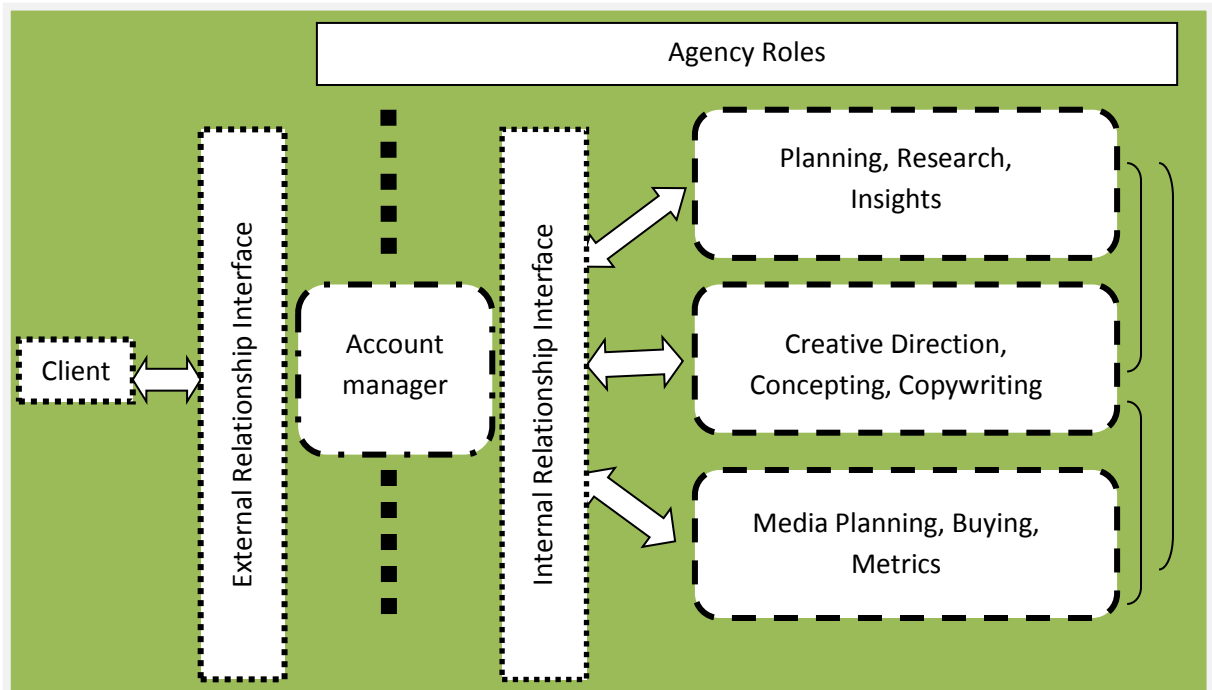 Agency Roles
Client
External Relationship Interface
Account
manager
Internal Relationship Interface
Planning, Research,
Insights
Creative Direction,
Concepting, Copywriting
Media Planning, Buying,
Metrics